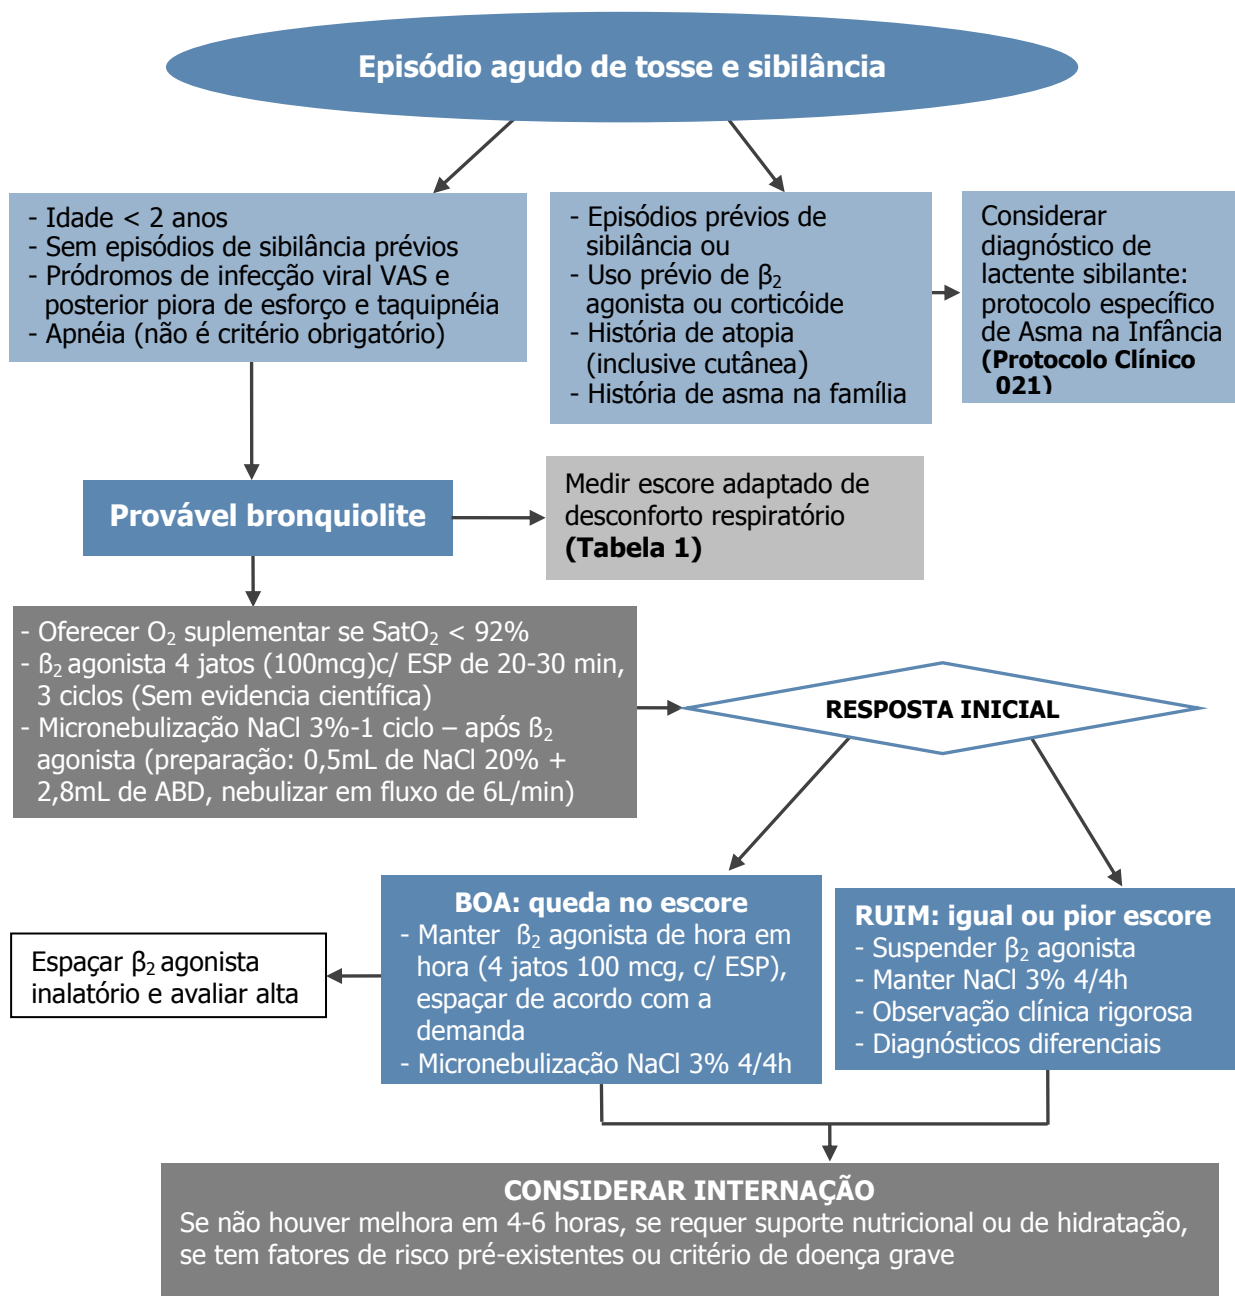 Episódio agudo de tosse e sibilância
- Idade < 2 anos
- Sem episódios de sibilância prévios
- Pródromos de infecção viral VAS e
posterior piora de esforço e taquipnéia
- Apnéia (não é critério obrigatório)
- Episódios prévios de
sibilância ou
- Uso prévio de β₂
agonista ou corticóide
- História de atopia
(inclusive cutânea)
- História de asma na família
Considerar
diagnóstico de
lactente sibilante:
protocolo específico
de Asma na Infância
(Protocolo Clínico
021)
Provável bronquiolite
Medir escore adaptado de
desconforto respiratório
(Tabela 1)
- Oferecer O₂ suplementar se SatO₂ < 92%
- ß₂ agonista 4 jatos (100mcg)c/ ESP de 20-30 min,
3 ciclos (Sem evidencia científica)
- Micronebulização NaCl 3%-1 ciclo – após ß₂
agonista (preparação: 0,5mL de NaCl 20% +
2,8mL de ABD, nebulizar em fluxo de 6L/min)
RESPOSTA INICIAL
BOA: queda no escore
- Manter ß₂ agonista de hora em
hora (4 jatos 100 mcg, c/ ESP),
espaçar de acordo com a
demanda
- Micronebulização NaCl 3% 4/4h
RUIM: igual ou pior escore
- Suspender β₂ agonista
- Manter NaCl 3% 4/4h
- Observação clínica rigorosa
- Diagnósticos diferenciais
Espaçar β₂ agonista
inalatório e avaliar alta
CONSIDERAR INTERNAÇÃO
Se não houver melhora em 4-6 horas, se requer suporte nutricional ou de hidratação,
se tem fatores de risco pré-existentes ou critério de doença grave